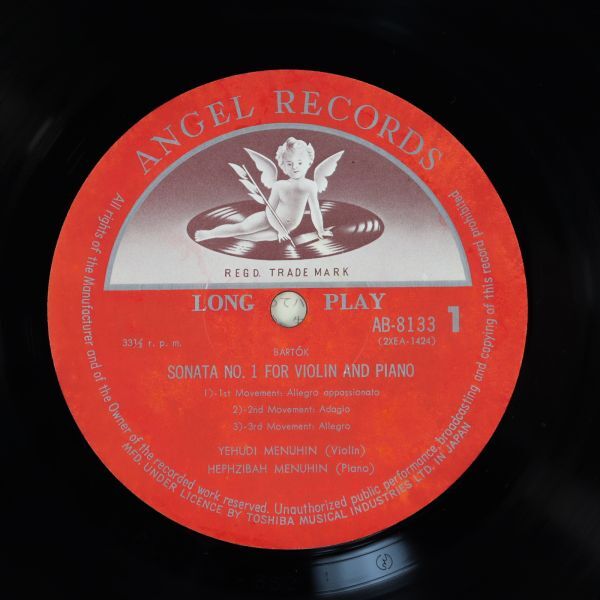 ANGEL RECORDS
REGD. TRADE MARK
LONG PLAY
AB-8133 1
33⅓ r. p. m.
(2XEA-1424)
BARTÓK
SONATA NO. 1 FOR VIOLIN AND PIANO
1)-1st Movement: Allegro appassionato
2)-2nd Movement: Adagio
3)-3rd Movement: Allegro
YEHUDI MENUHIN (Violin)
HEPHZIBAH MENUHIN (Piano)
All rights of the Manufacturer and of the Owner of the recorded work reserved. Unauthorized public performance, broadcasting and copying of this record prohibited
MFD. UNDER LICENCE BY TOSHIBA MUSICAL INDUSTRIES LTD. IN JAPAN